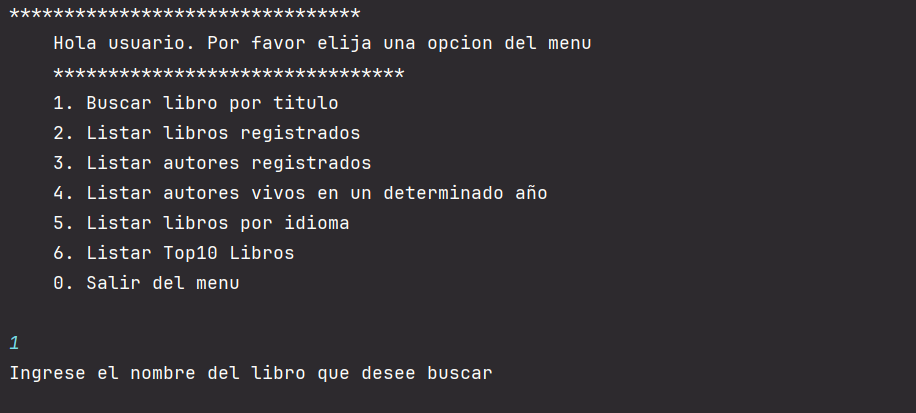 ********************************
Hola usuario. Por favor elija una opcion del menu
********************************
1. Buscar libro por titulo
2. Listar libros registrados
3. Listar autores registrados
4. Listar autores vivos en un determinado año
5. Listar libros por idioma
6. Listar Top10 Libros
0. Salir del menu
1
Ingrese el nombre del libro que desee buscar